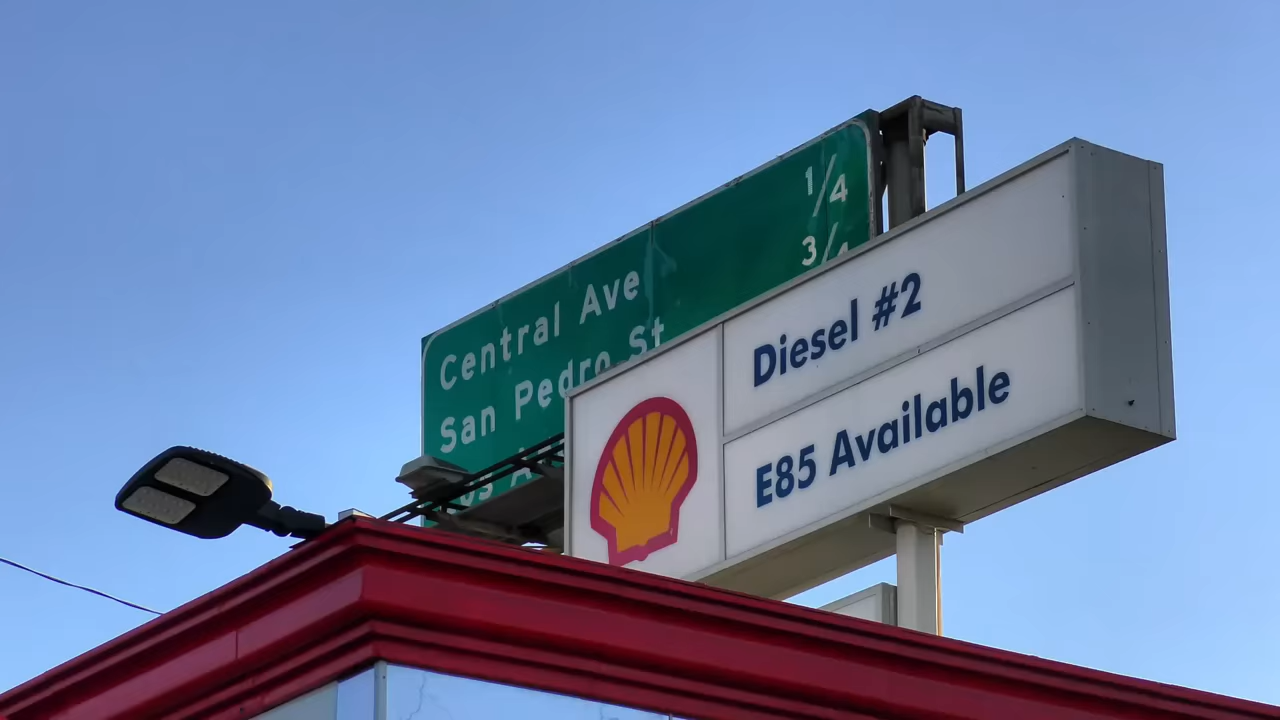 Central Ave 1/4
San Pedro St 3/4
Diesel #2
E85 Available